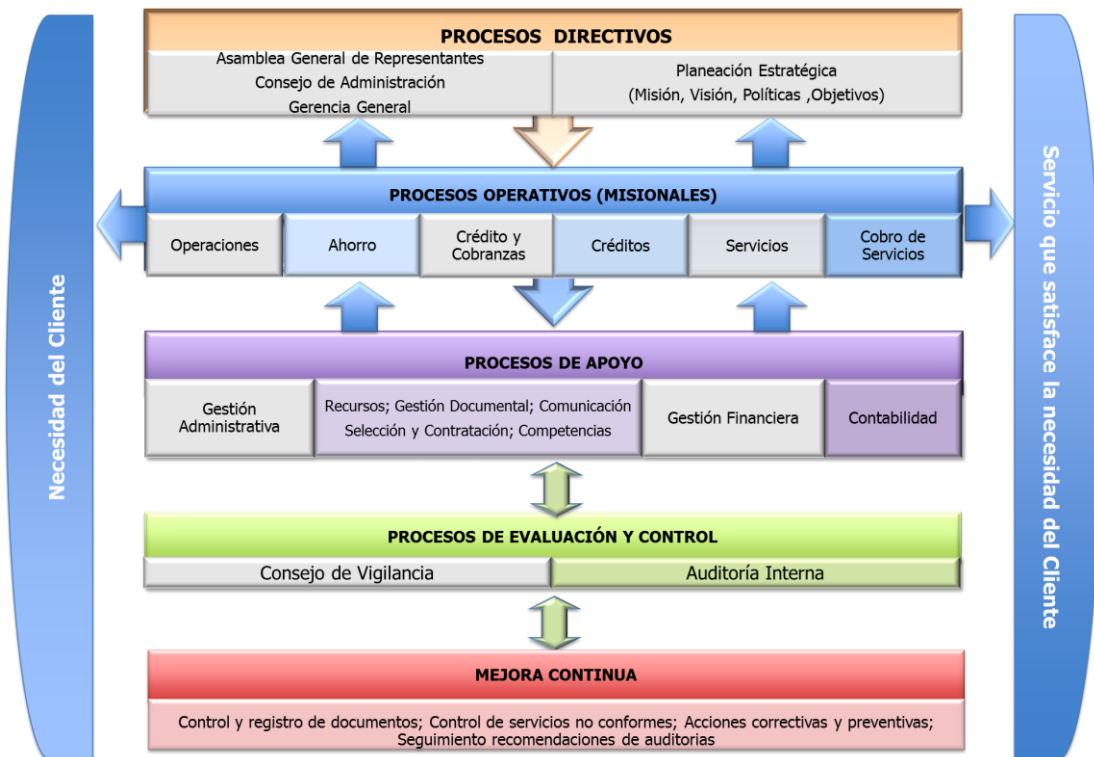 Necesidad del Cliente
PROCESOS DIRECTIVOS
Asamblea General de Representantes
Consejo de Administración
Gerencia General
Planeación Estratégica
(Misión, Visión, Políticas ,Objetivos)
PROCESOS OPERATIVOS (MISIONALES)
Operaciones
Ahorro
Crédito y
Cobranzas
Créditos
Servicios
Cobro de
Servicios
PROCESOS DE APOYO
Gestión
Administrativa
Recursos; Gestión Documental; Comunicación
Selección y Contratación; Competencias
Gestión Financiera
Contabilidad
PROCESOS DE EVALUACIÓN Y CONTROL
Consejo de Vigilancia
Auditoría Interna
MEJORA CONTINUA
Control y registro de documentos; Control de servicios no conformes; Acciones correctivas y preventivas;
Seguimiento recomendaciones de auditorias
Servicio que satisface la necesidad del Cliente